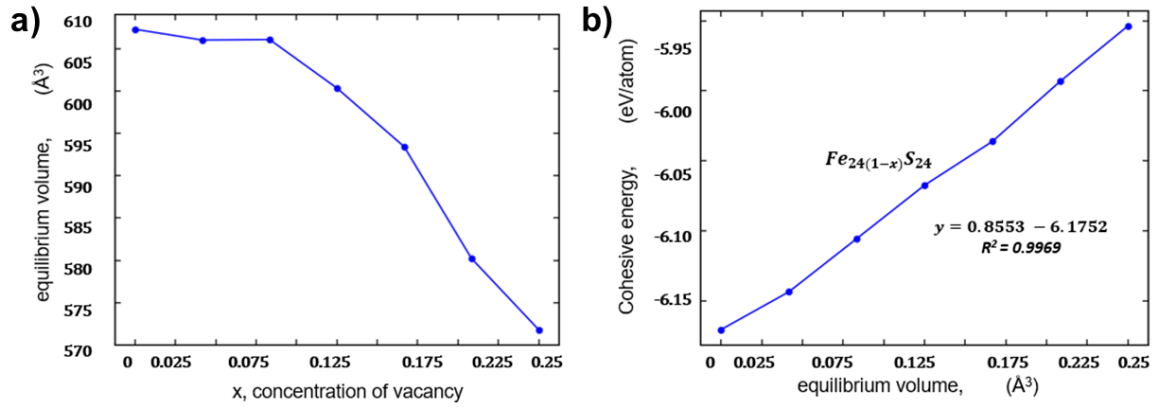 a)
610
605
600
595
590
585
580
575
570
equilibrium volume, (Å³)
0 0.025 0.075 0.125 0.175 0.225 0.25
x, concentration of vacancy
b)
-5.95
-6.00
-6.05
-6.10
-6.15
Cohesive energy, (eV/atom)
Fe₂₄₍₁₋ₓ₎S₂₄
y = 0.8553 − 6.1752
R² = 0.9969
0 0.025 0.075 0.125 0.175 0.225 0.25
equilibrium volume, (Å³)